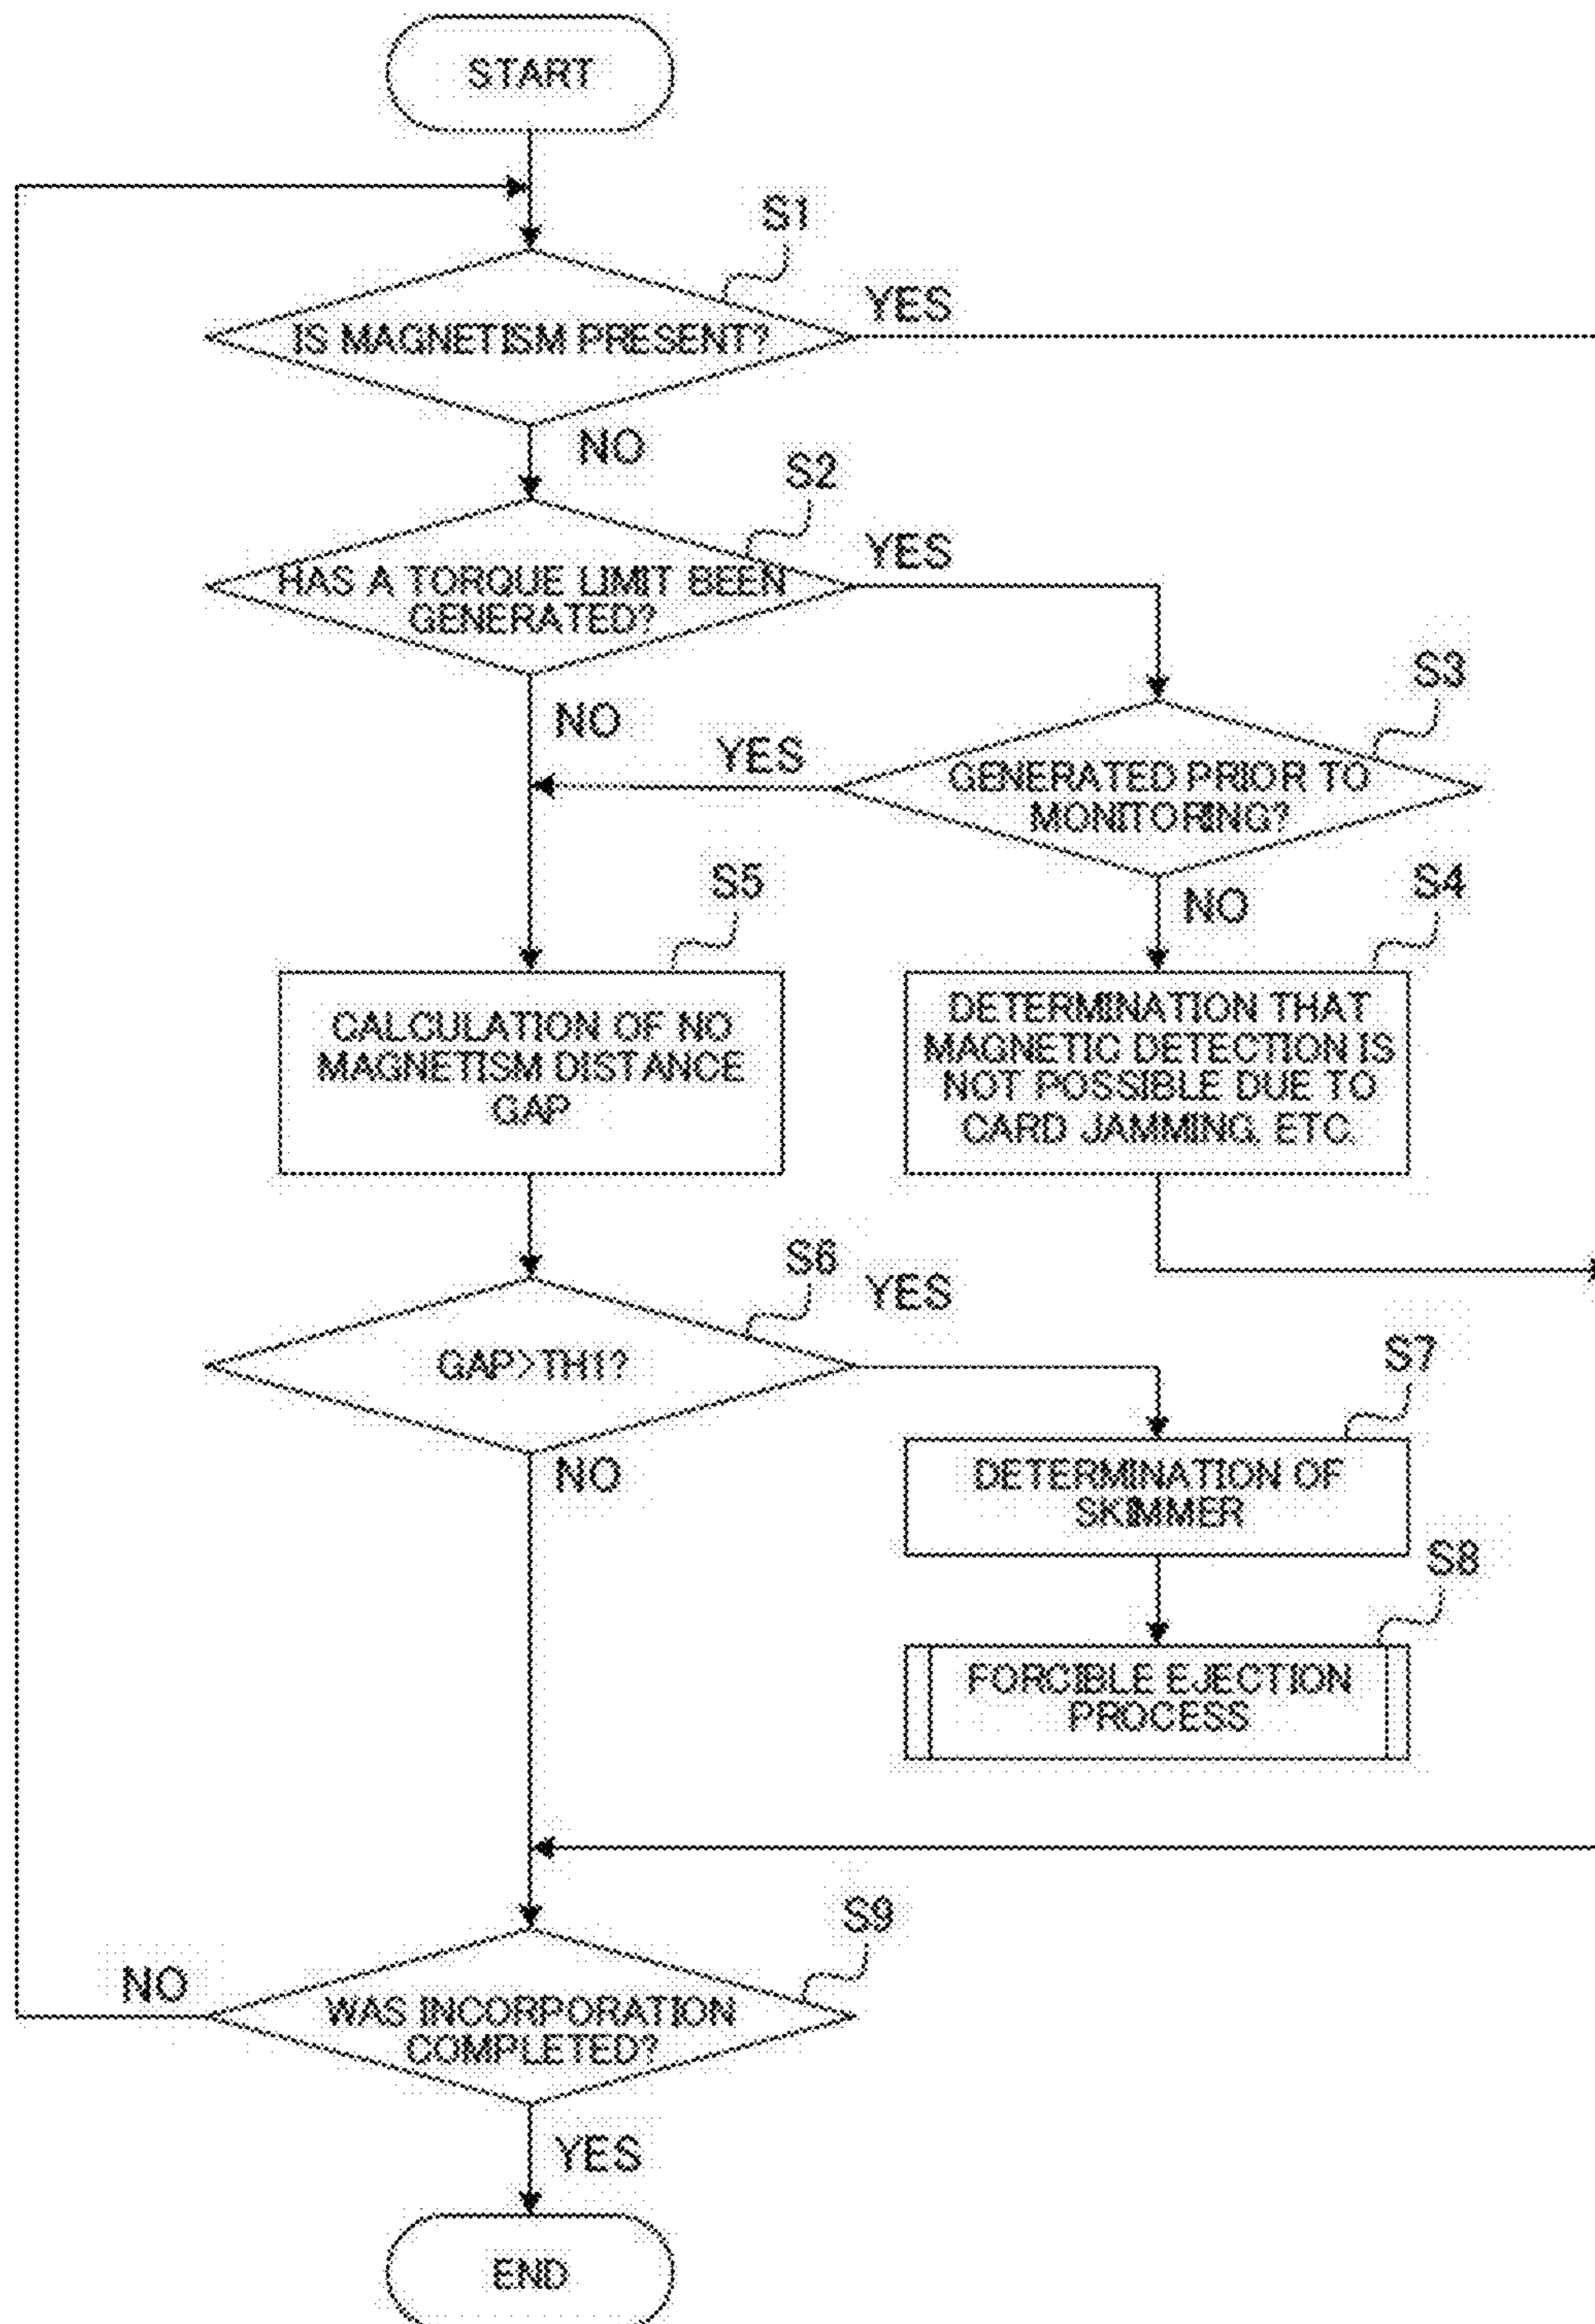 START
S1
IS MAGNETISM PRESENT?
YES
NO
S2
HAS A TORQUE LIMIT BEEN
GENERATED?
YES
NO
S3
GENERATED PRIOR TO
MONITORING?
YES
NO
S4
DETERMINATION THAT
MAGNETIC DETECTION IS
NOT POSSIBLE DUE TO
CARD JAMMING. ETC.
S5
CALCULATION OF NO
MAGNETISM DISTANCE
GAP
S6
GAP>TH1?
YES
NO
S7
DETERMINATION OF
SKIMMER
S8
FORCIBLE EJECTION
PROCESS
S9
WAS INCORPORATION
COMPLETED?
NO
YES
END